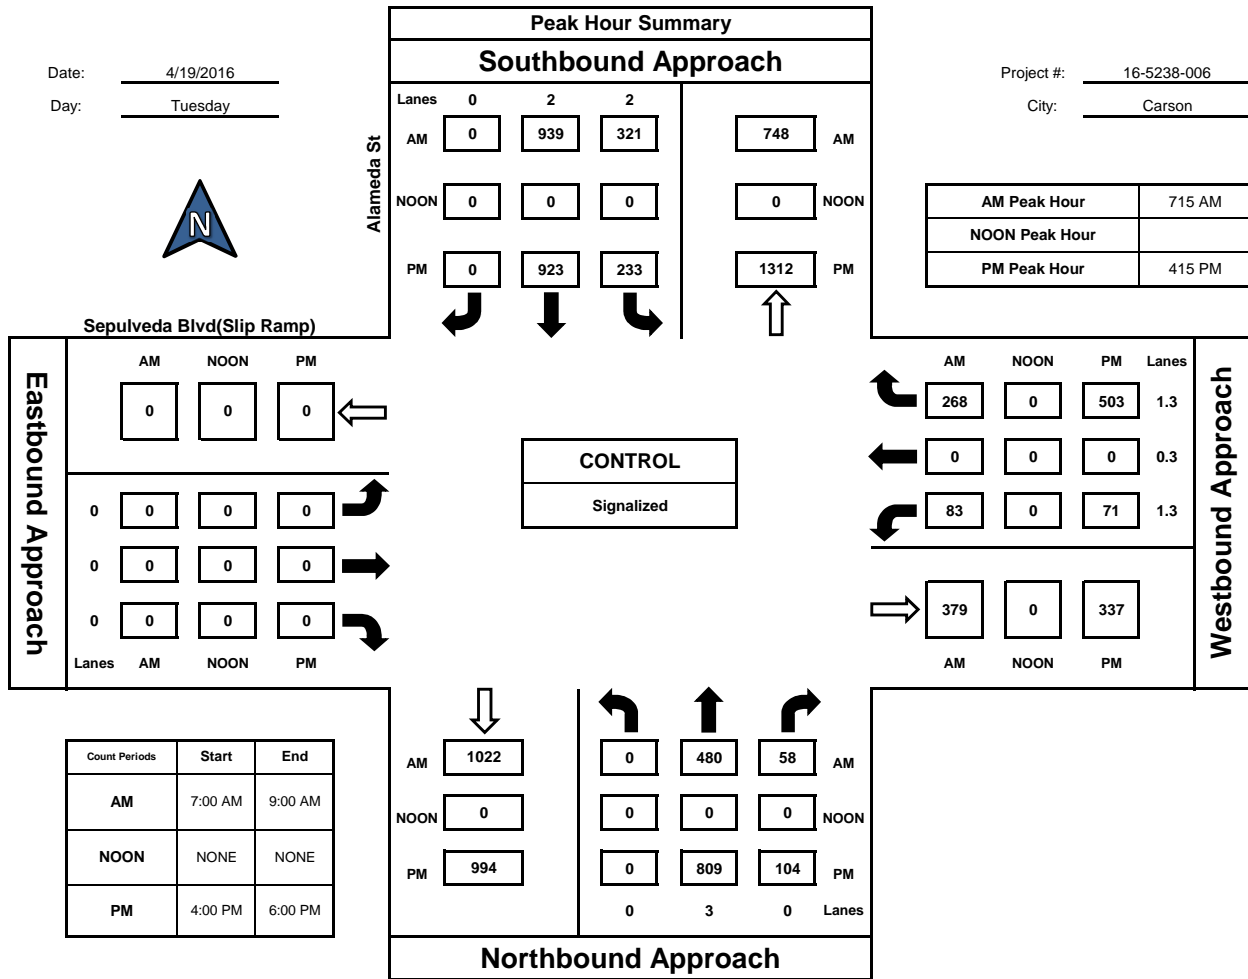 Peak Hour Summary
Southbound Approach
Date: 4/19/2016
Day: Tuesday
Project #: 16-5238-006
City: Carson
N
Alameda St
Lanes 0 2 2
AM 0 939 321 748 AM
NOON 0 0 0 0 NOON
PM 0 923 233 1312 PM
AM Peak Hour 715 AM
NOON Peak Hour
PM Peak Hour 415 PM
Sepulveda Blvd(Slip Ramp)
Eastbound Approach
AM NOON PM
0 0 0
0 0 0 0
0 0 0 0
0 0 0 0
Lanes AM NOON PM
CONTROL
Signalized
AM NOON PM Lanes
268 0 503 1.3
0 0 0 0.3
83 0 71 1.3
379 0 337
AM NOON PM
Westbound Approach
Count Periods Start End
AM 7:00 AM 9:00 AM
NOON NONE NONE
PM 4:00 PM 6:00 PM
AM 1022 0 480 58 AM
NOON 0 0 0 0 NOON
PM 994 0 809 104 PM
0 3 0 Lanes
Northbound Approach